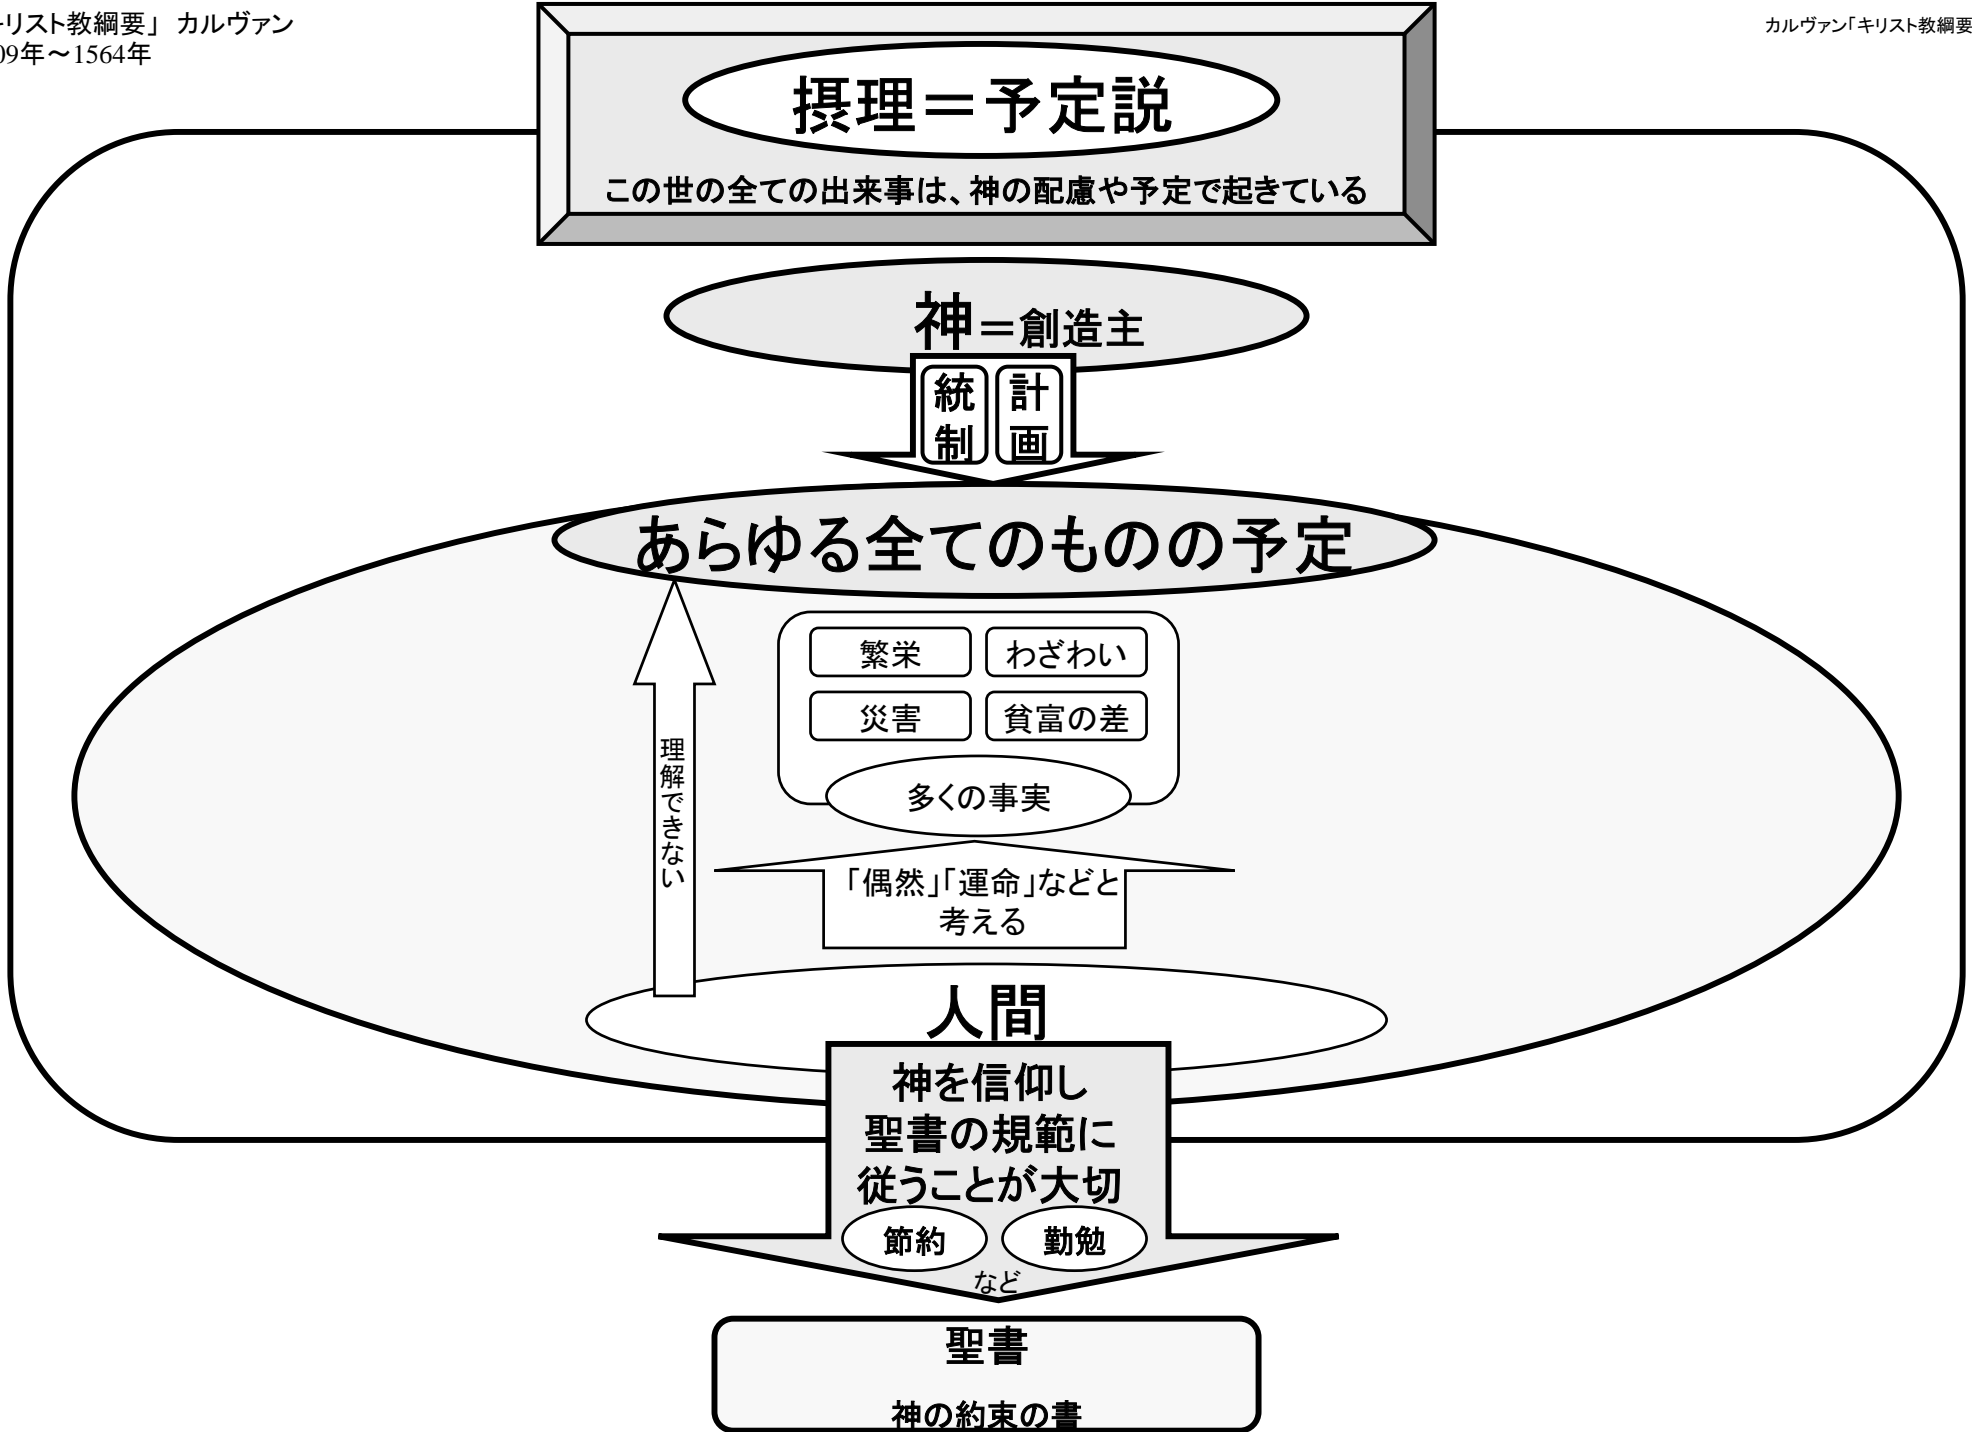 キリスト教綱要」 カルヴァン
09年～1564年
カルヴァン「キリスト教綱要
摂理＝予定説
この世の全ての出来事は、神の配慮や予定で起きている
神＝創造主
統制
計画
あらゆる全てのものの予定
繁栄
わざわい
災害
貧富の差
多くの事実
理解できない
「偶然」「運命」などと
考える
人間
神を信仰し
聖書の規範に
従うことが大切
節約
勤勉
など
聖書
神の約束の書